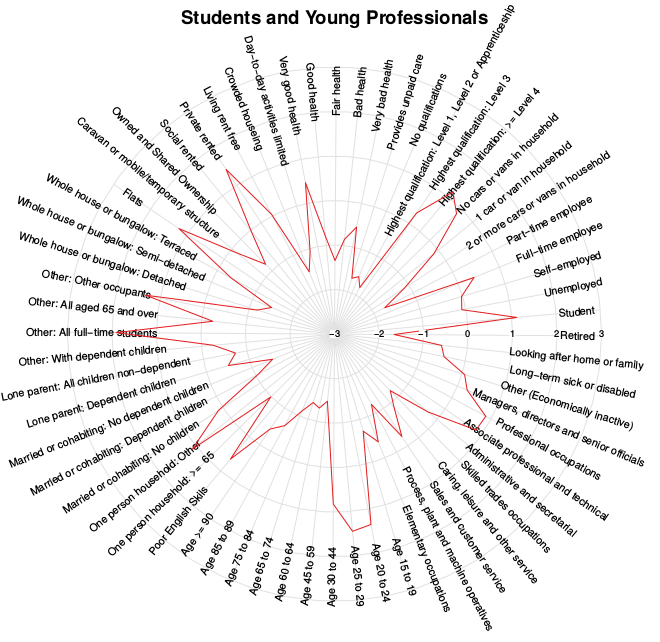 Students and Young Professionals
Fair health
Bad health
Very bad health
Provides unpaid care
No qualifications
Highest qualification: Level 1, Level 2 or Apprenticeship
Highest qualification: Level 3
Highest qualification: >= Level 4
No cars or vans in household
1 car or van in household
2 or more cars or vans in household
Part−time employee
Full−time employee
Self−employed
Unemployed
Student
Retired
Looking after home or family
Long−term sick or disabled
Other (Economically inactive)
Managers, directors and senior officials
Professional occupations
Associate professional and technical
Administrative and secretarial
Skilled trades occupations
Caring, leisure and other service
Sales and customer service
Process, plant and machine operatives
Elementary occupations
Age 15 to 19
Age 20 to 24
Age 25 to 29
Age 30 to 44
Age 45 to 59
Age 60 to 64
Age 65 to 74
Age 75 to 84
Age 85 to 89
Age >= 90
Poor English Skils
One person household: >= 65
One person household: Other
Married or cohabiting: No children
Married or cohabiting: Dependent children
Married or cohabiting: No dependent children
Lone parent: Dependent children
Lone parent: All children non−dependent
Other: With dependent children
Other: All full−time students
Other: All aged 65 and over
Other: Other occupants
Whole house or bungalow: Detached
Whole house or bungalow: Semi−detached
Whole house or bungalow: Terraced
Flats
Caravan or mobile/temporary structure
Owned and Shared Ownership
Social rented
Private rented
Living rent free
Crowded houseing
Day−to−day activities limited
Very good health
Good health
−3 −2 −1 0 1 2 3